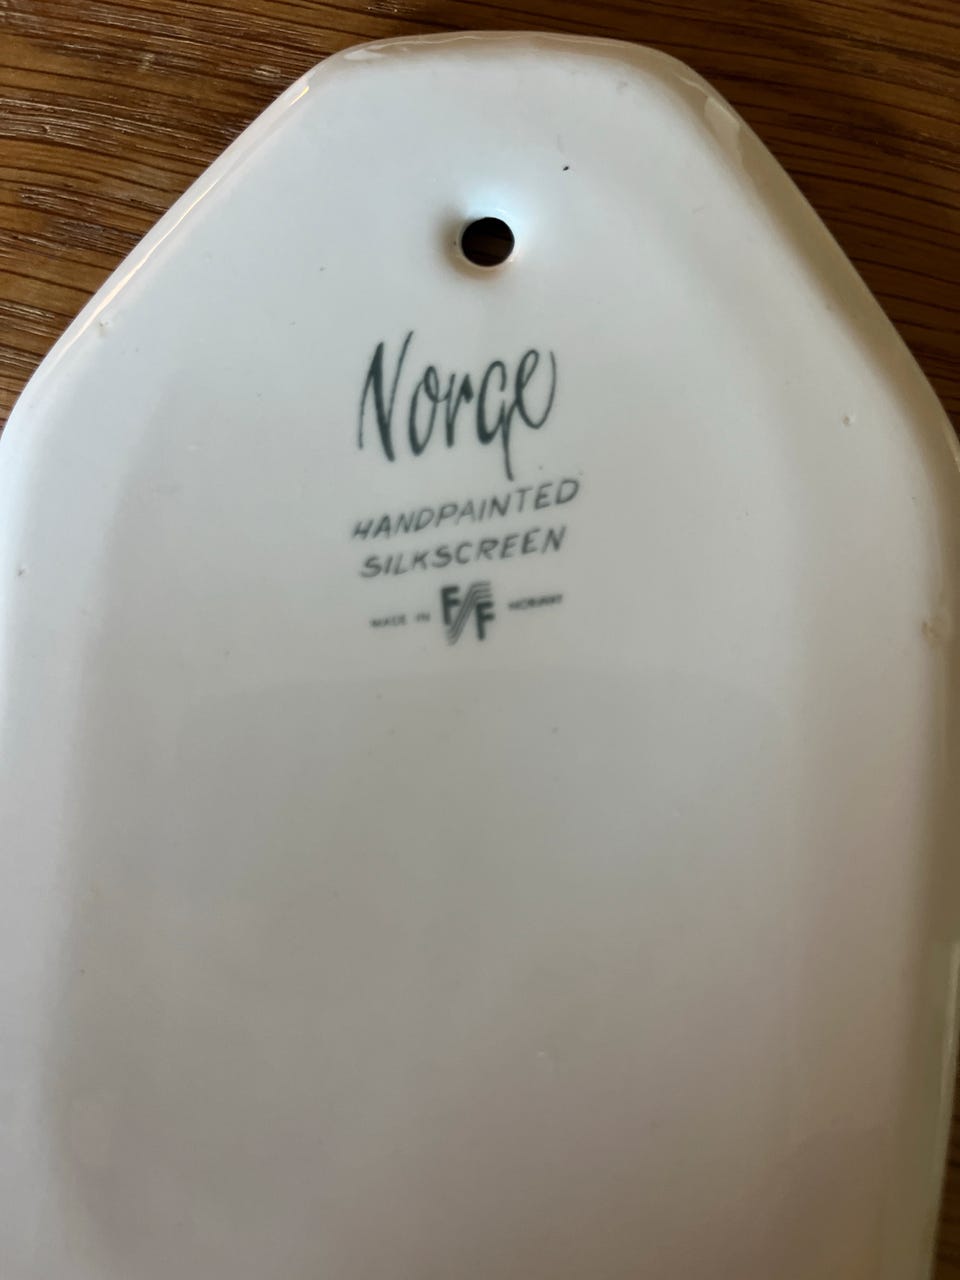 Norge
HANDPAINTED
SILKSCREEN
MADE IN F/F NORWAY